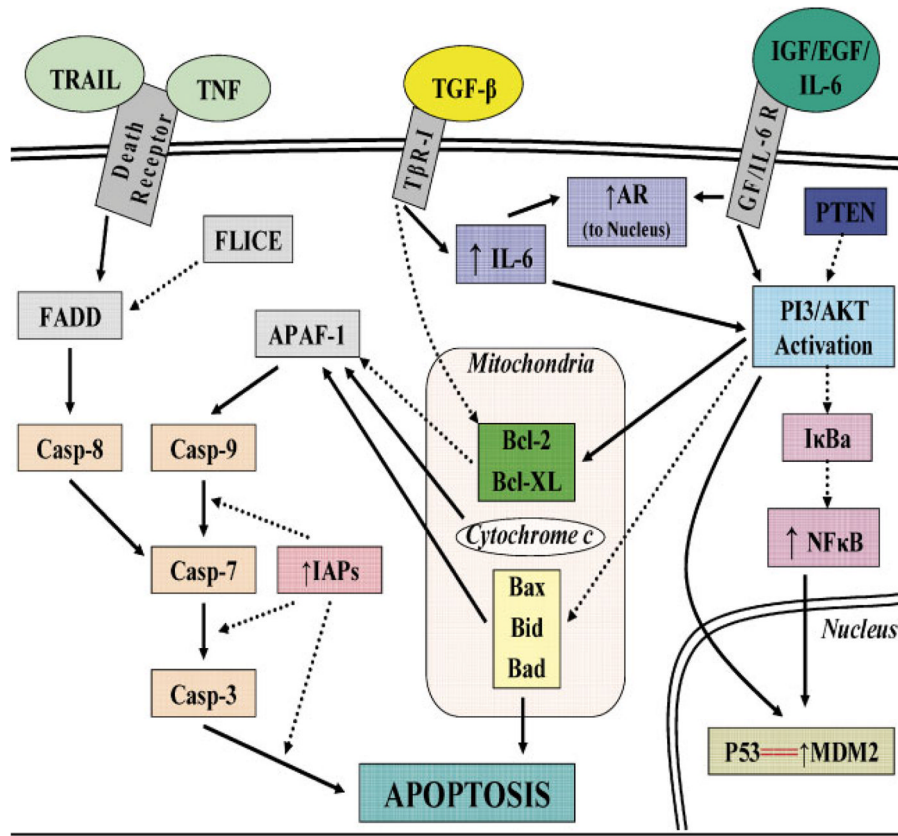 TRAIL
TNF
Death
Receptor
TGF-β
TβR-I
IGF/EGF/
IL-6
GF/IL-6 R
↑AR
(to Nucleus)
PTEN
FLICE
↑ IL-6
FADD
APAF-1
PI3/AKT
Activation
Mitochondria
Casp-8
Casp-9
Bcl-2
Bcl-XL
IκBa
Cytochrome c
↑ NFκB
Casp-7
↑IAPs
Bax
Bid
Bad
Nucleus
Casp-3
P53
↑MDM2
APOPTOSIS